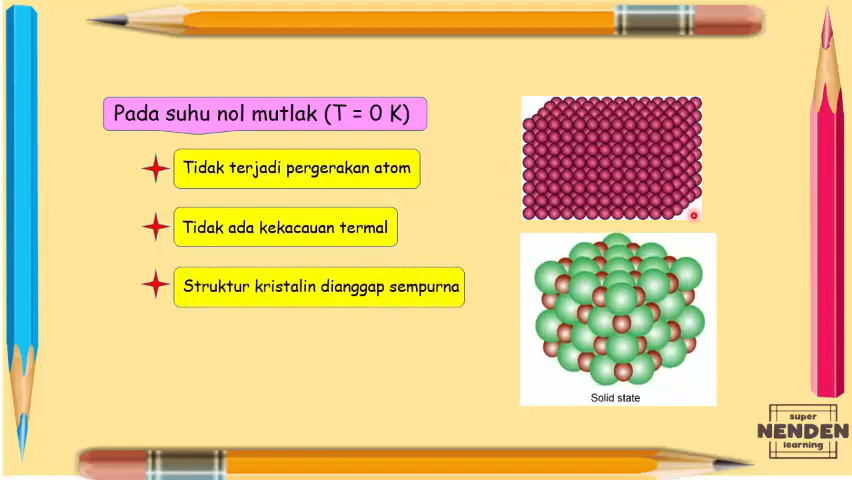 Pada suhu nol mutlak (T = 0 K)
Tidak terjadi pergerakan atom
Tidak ada kekacauan termal
Struktur kristalin dianggap sempurna
Solid state
super
NENDEN
learning